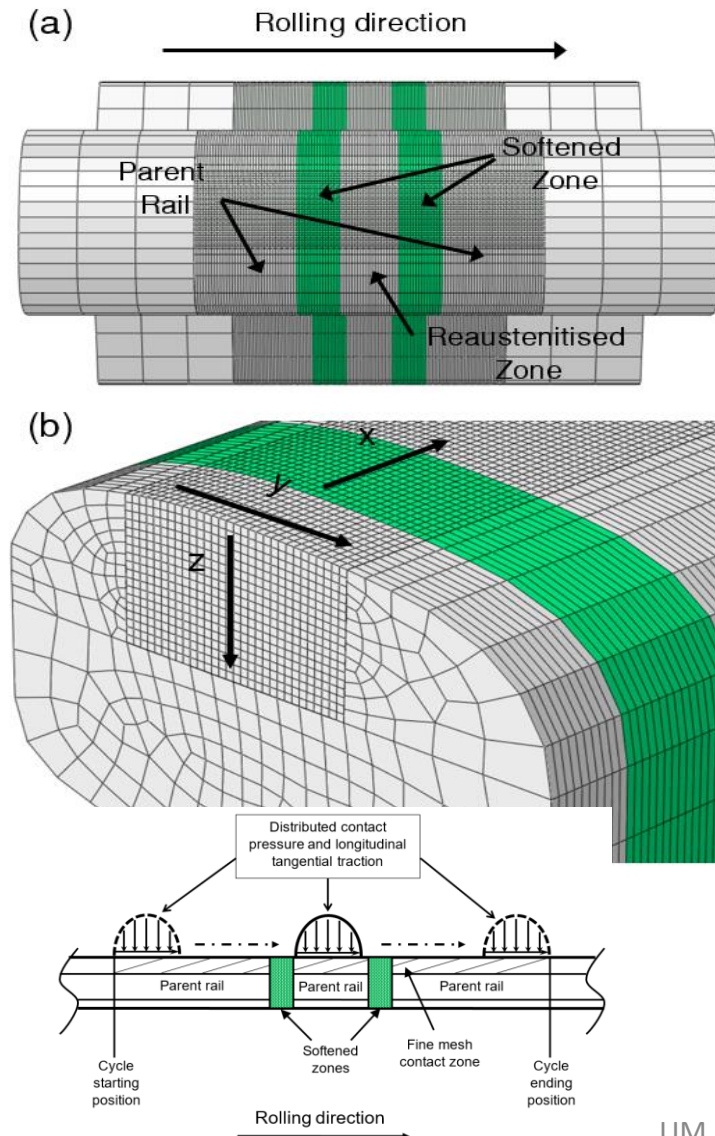 (a)
Rolling direction
Parent
Rail
Softened
Zone
Reaustenitised
Zone
(b)
x
y
z
Distributed contact
pressure and longitudinal
tangential traction
Parent rail
Parent rail
Parent rail
Cycle
starting
position
Softened
zones
Fine mesh
contact zone
Cycle
ending
position
Rolling direction